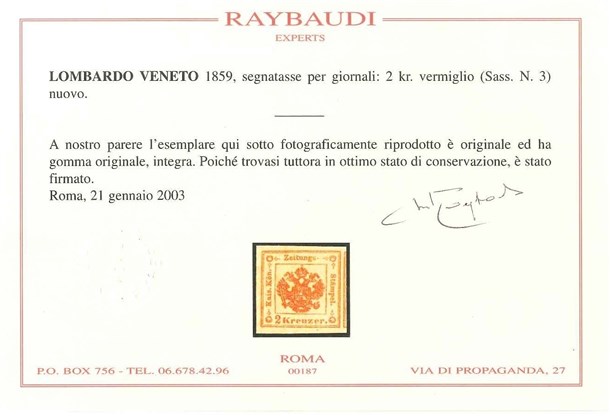 RAYBAUDI
EXPERTS
LOMBARDO VENETO 1859, segnatasse per giornali: 2 kr. vermiglio (Sass. N. 3)
nuovo.
A nostro parere l'esemplare qui sotto fotograficamente riprodotto è originale ed ha
gomma originale, integra. Poiché trovasi tuttora in ottimo stato di conservazione, è stato
firmato.
Roma, 21 gennaio 2003
Zeitungs-
Kais. Kön.
Stämpel.
2 Kreuzer.
ROMA
00187
P.O. BOX 756 - TEL. 06.678.42.96
VIA DI PROPAGANDA, 27